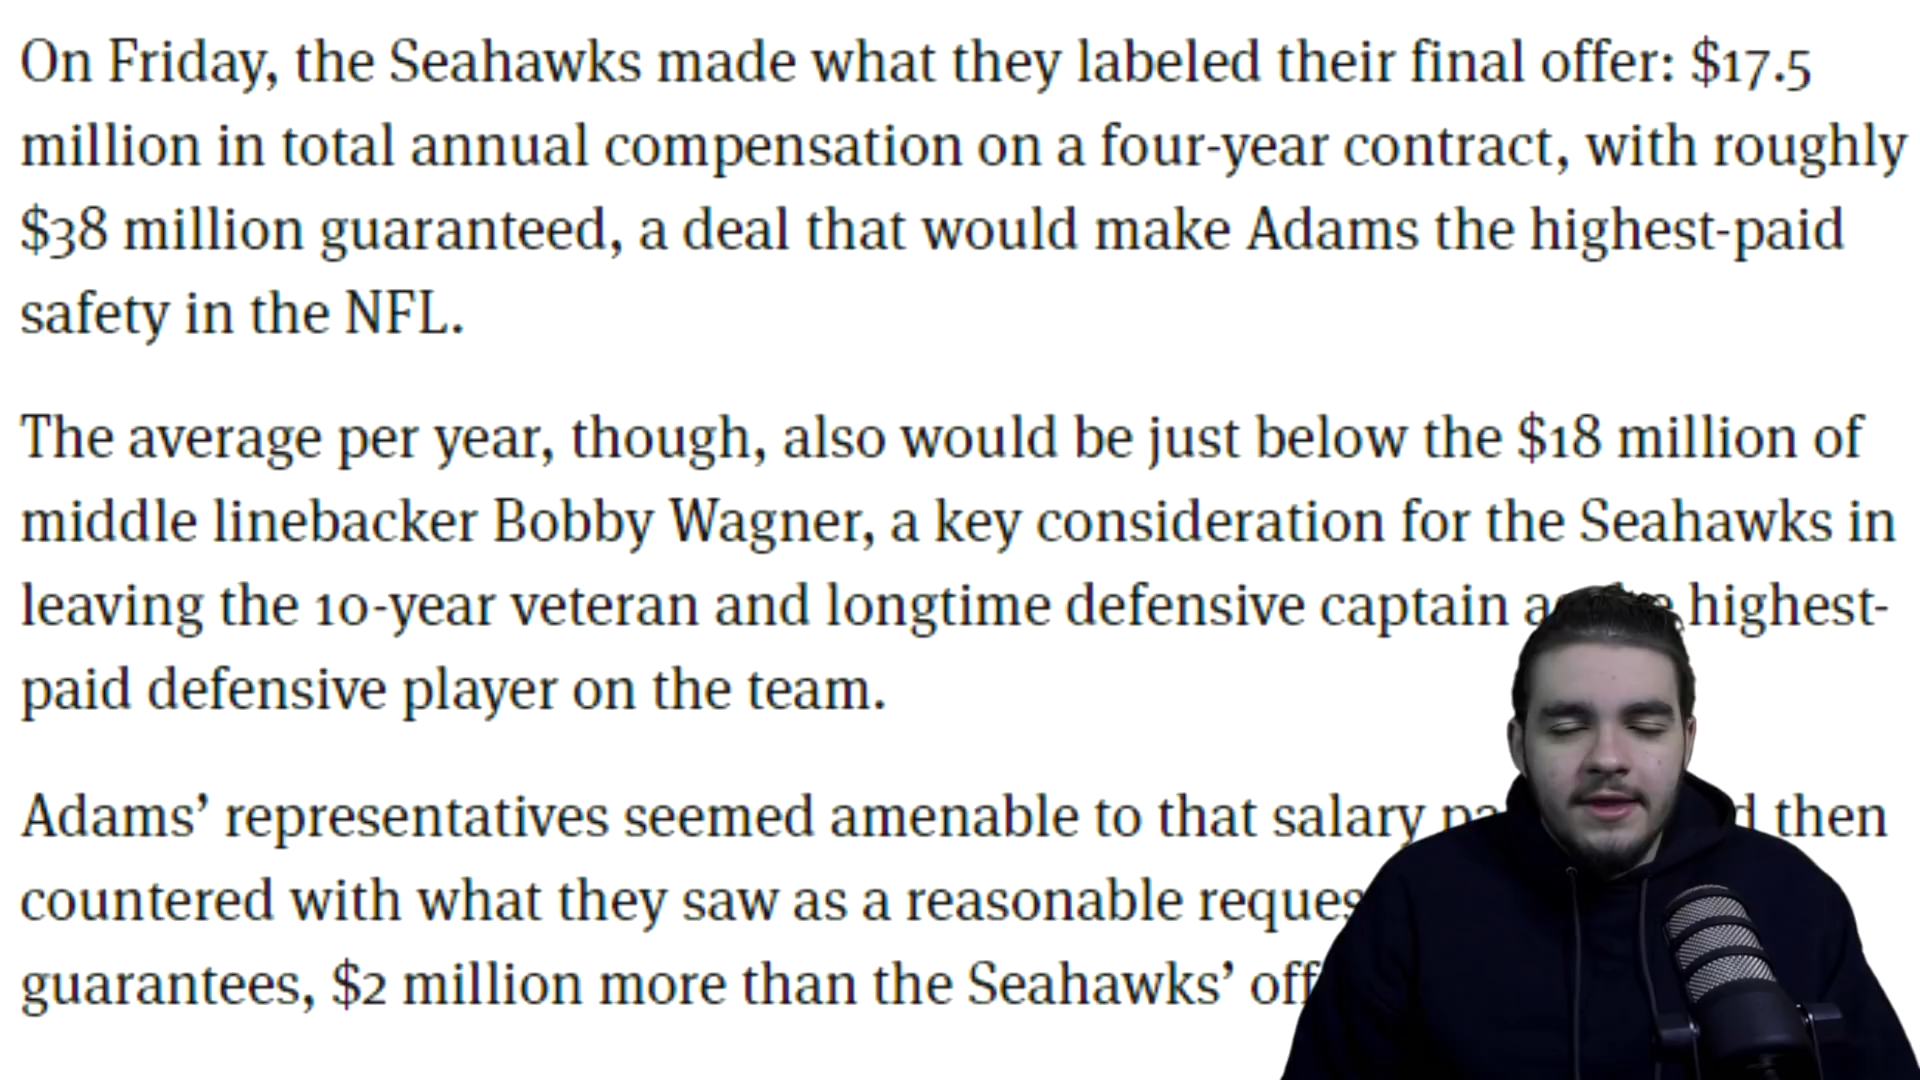 On Friday, the Seahawks made what they labeled their final offer: $17.5
million in total annual compensation on a four-year contract, with roughly
$38 million guaranteed, a deal that would make Adams the highest-paid
safety in the NFL.
The average per year, though, also would be just below the $18 million of
middle linebacker Bobby Wagner, a key consideration for the Seahawks in
leaving the 10-year veteran and longtime defensive captain highest-
paid defensive player on the team.
Adams’ representatives seemed amenable to that salary then
countered with what they saw as a reasonable
guarantees, $2 million more than the Seahawks’